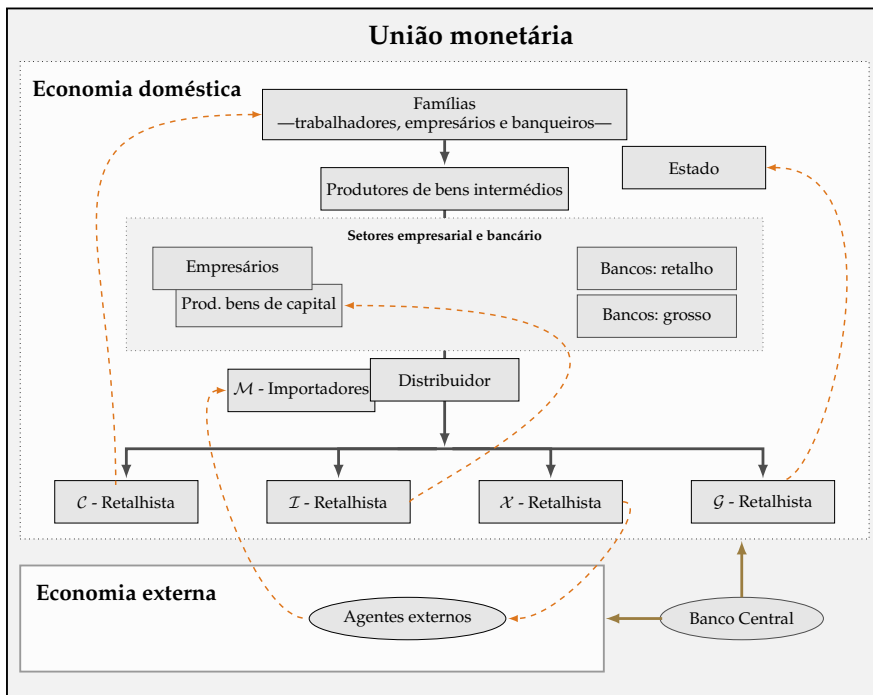 União monetária
Economia doméstica
Famílias
—trabalhadores, empresários e banqueiros—
Estado
Produtores de bens intermédios
Setores empresarial e bancário
Empresários
Bancos: retalho
Prod. bens de capital
Bancos: grosso
Distribuidor
M - Importadores
C - Retalhista
I - Retalhista
X - Retalhista
G - Retalhista
Economia externa
Agentes externos
Banco Central